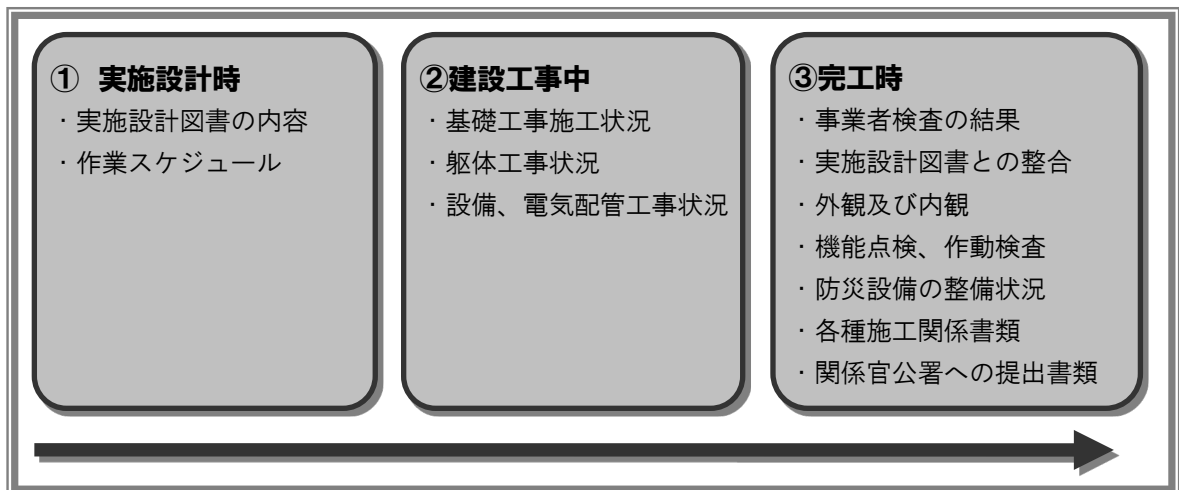 ① 実施設計時
・実施設計図書の内容
・作業スケジュール
②建設工事中
・基礎工事施工状況
・躯体工事状況
・設備、電気配管工事状況
③完工時
・事業者検査の結果
・実施設計図書との整合
・外観及び内観
・機能点検、作動検査
・防災設備の整備状況
・各種施工関係書類
・関係官公署への提出書類